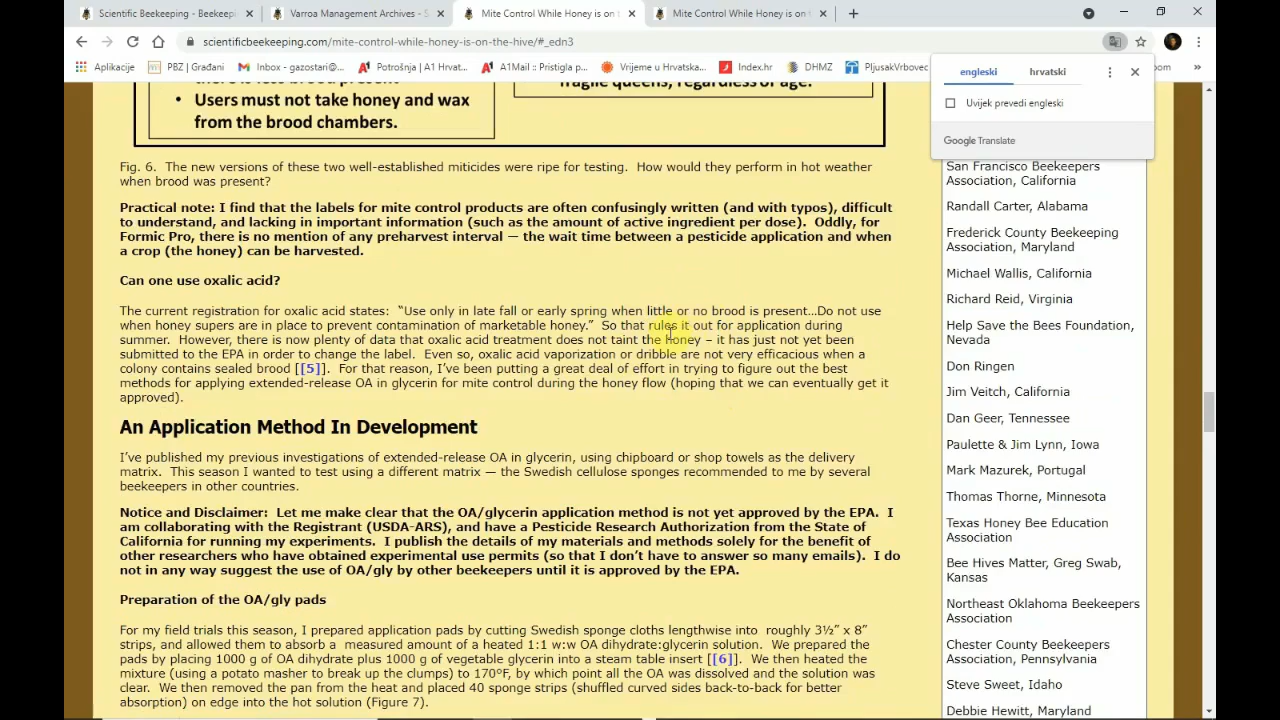 Scientific Beekeeping - Beekeepi
Varroa Management Archives - S
Mite Control While Honey is on t
Mite Control While Honey is on t
scientificbeekeeping.com/mite-control-while-honey-is-on-the-hive/#_edn3
Aplikacije
PBZ | Građani
Inbox - gazostari@...
Potrošnja | A1 Hrvat...
A1Mail :: Pristigla p...
Vrijeme u Hrvatska...
Index.hr
DHMZ
PljusakVrijeme
oom
»
engleski
hrvatski
Uvijek prevedi engleski
Google Translate
fragile queens, regardless of age.
• Users must not take honey and wax
from the brood chambers.
Fig. 6. The new versions of these two well-established miticides were ripe for testing. How would they perform in hot weather
when brood was present?
Practical note: I find that the labels for mite control products are often confusingly written (and with typos), difficult
to understand, and lacking in important information (such as the amount of active ingredient per dose). Oddly, for
Formic Pro, there is no mention of any preharvest interval — the wait time between a pesticide application and when
a crop (the honey) can be harvested.
Can one use oxalic acid?
The current registration for oxalic acid states: “Use only in late fall or early spring when little or no brood is present…Do not use
when honey supers are in place to prevent contamination of marketable honey.” So that rules it out for application during
summer. However, there is now plenty of data that oxalic acid treatment does not taint the honey – it has just not yet been
submitted to the EPA in order to change the label. Even so, oxalic acid vaporization or dribble are not very efficacious when a
colony contains sealed brood [[5]]. For that reason, I’ve been putting a great deal of effort in trying to figure out the best
methods for applying extended-release OA in glycerin for mite control during the honey flow (hoping that we can eventually get it
approved).
An Application Method In Development
I’ve published my previous investigations of extended-release OA in glycerin, using chipboard or shop towels as the delivery
matrix. This season I wanted to test using a different matrix — the Swedish cellulose sponges recommended to me by several
beekeepers in other countries.
Notice and Disclaimer: Let me make clear that the OA/glycerin application method is not yet approved by the EPA. I
am collaborating with the Registrant (USDA-ARS), and have a Pesticide Research Authorization from the State of
California for running my experiments. I publish the details of my materials and methods solely for the benefit of
other researchers who have obtained experimental use permits (so that I don’t have to answer so many emails). I do
not in any way suggest the use of OA/gly by other beekeepers until it is approved by the EPA.
Preparation of the OA/gly pads
For my field trials this season, I prepared application pads by cutting Swedish sponge cloths lengthwise into roughly 3½” x 8”
strips, and allowed them to absorb a measured amount of a heated 1:1 w:w OA dihydrate:glycerin solution. We prepared the
pads by placing 1000 g of OA dihydrate plus 1000 g of vegetable glycerin into a steam table insert [[6]]. We then heated the
mixture (using a potato masher to break up the clumps) to 170ºF, by which point all the OA was dissolved and the solution was
clear. We then removed the pan from the heat and placed 40 sponge strips (shuffled curved sides back-to-back for better
absorption) on edge into the hot solution (Figure 7).
San Francisco Beekeepers
Association, California
Randall Carter, Alabama
Frederick County Beekeeping
Association, Maryland
Michael Wallis, California
Richard Reid, Virginia
Help Save the Bees Foundation,
Nevada
Don Ringen
Jim Veitch, California
Dan Geer, Tennessee
Paulette & Jim Lynn, Iowa
Mark Mazurek, Portugal
Thomas Thorne, Minnesota
Texas Honey Bee Education
Association
Bee Hives Matter, Greg Swab,
Kansas
Northeast Oklahoma Beekeepers
Association
Chester County Beekeepers
Association, Pennsylvania
Steve Sweet, Idaho
Debbie Hewitt, Maryland